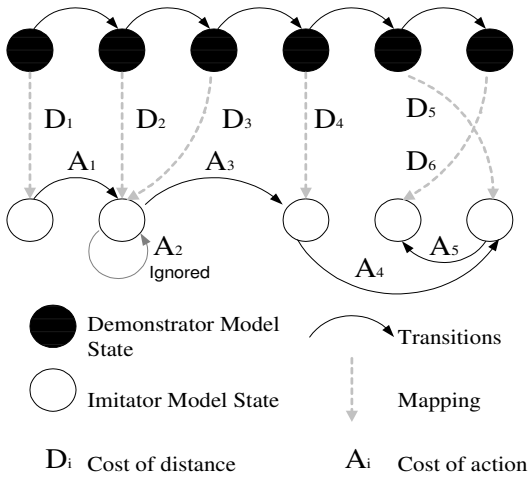 D1 D2 D3 D4 D5
A1 A3 D6
A2 A5
Ignored
A4
Demonstrator Model
State
Transitions
Imitator Model State
Mapping
Di Cost of distance
Ai Cost of action